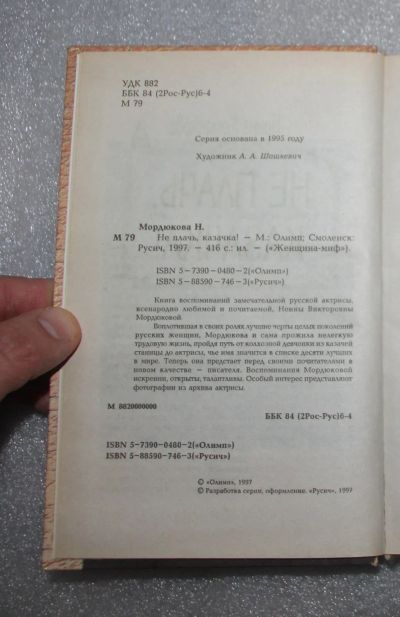 УДК 882
ББК 84 (2Рос-Рус)6-4
М 79
Серия основана в 1995 году
Художник А. А. Шашкевич
Мордюкова Н.
М 79 Не плачь, казачка! — М.: Олимп; Смоленск:
Русич, 1997. — 416 с.: ил. — («Женщина-миф»).
ISBN 5-7390-0480-2(«Олимп»)
ISBN 5-88590-746-3(«Русич»)
Книга воспоминаний замечательной русской актрисы,
всенародно любимой и почитаемой, Нонны Викторовны
Мордюковой.
Воплотившая в своих ролях лучшие черты целых поколений
русских женщин, Мордюкова и сама прожила нелегкую
трудовую жизнь, пройдя путь от колхозной девчонки из казачей
станицы до актрисы, чье имя значится в списке десяти лучших
в мире. Теперь она предстает перед своими почитателями в
новом качестве — писателя. Воспоминания Мордюковой
искренни, открыты, талантливы. Особый интерес представляют
фотографии из архива актрисы.
М 8820000000
ББК 84 (2Рос-Рус)6-4
ISBN 5-7390-0480-2(«Олимп»)
ISBN 5-88590-746-3(«Русич»)
© «Олимп», 1997
© Разработка серии, оформление. «Русич», 1997
НЕ ПЛАЧЬ,